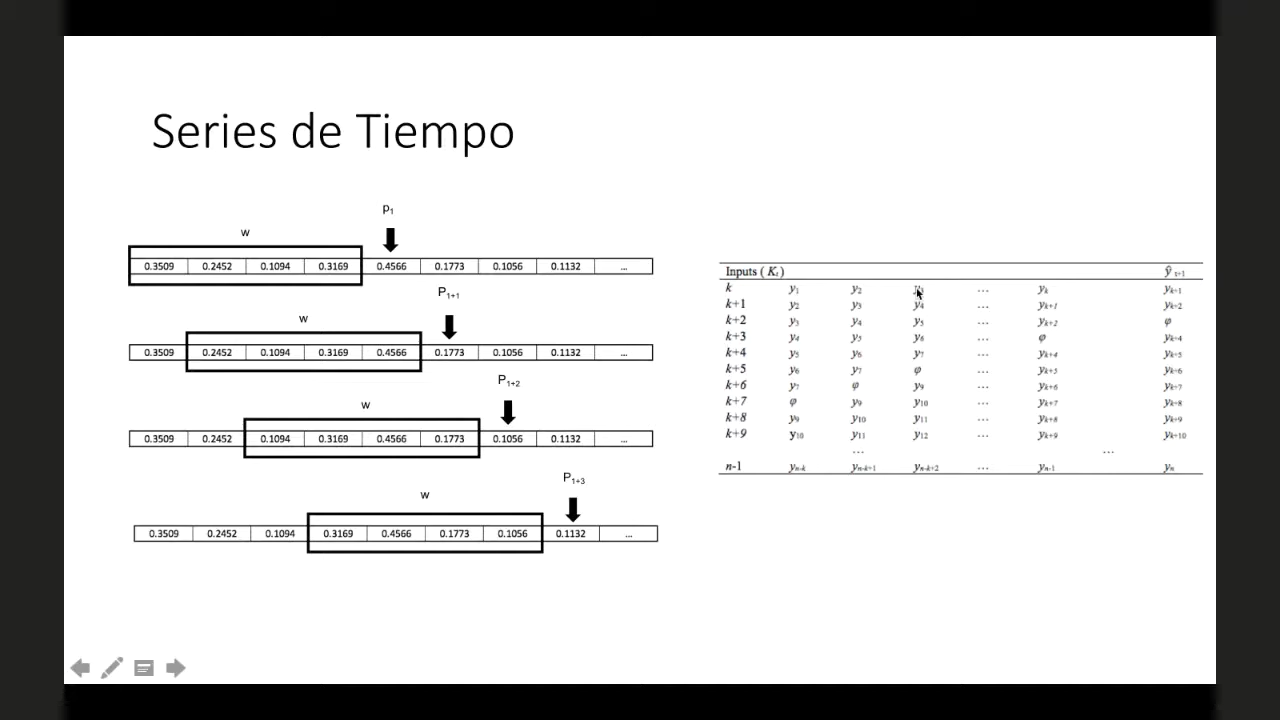 Series de Tiempo
p1
w
0.3509 0.2452 0.1094 0.3169 0.4566 0.1773 0.1056 0.1132 ...
P1+1
w
0.3509 0.2452 0.1094 0.3169 0.4566 0.1773 0.1056 0.1132 ...
P1+2
w
0.3509 0.2452 0.1094 0.3169 0.4566 0.1773 0.1056 0.1132 ...
P1+3
w
0.3509 0.2452 0.1094 0.3169 0.4566 0.1773 0.1056 0.1132 ...
Inputs ( Kt ) ŷ t+1
k y1 y2 y3 ... yk yk+1
k+1 y2 y3 y4 ... yk+1 yk+2
k+2 y3 y4 y5 ... yk+2 φ
k+3 y4 y5 y6 ... φ yk+4
k+4 y5 y6 y7 ... yk+4 yk+5
k+5 y6 y7 φ ... yk+5 yk+6
k+6 y7 φ y9 ... yk+6 yk+7
k+7 φ y9 y10 ... yk+7 yk+8
k+8 y9 y10 y11 ... yk+8 yk+9
k+9 y10 y11 y12 ... yk+9 yk+10
... ...
n-1 yn-k yn-k+1 yn-k+2 ... yn-1 yn